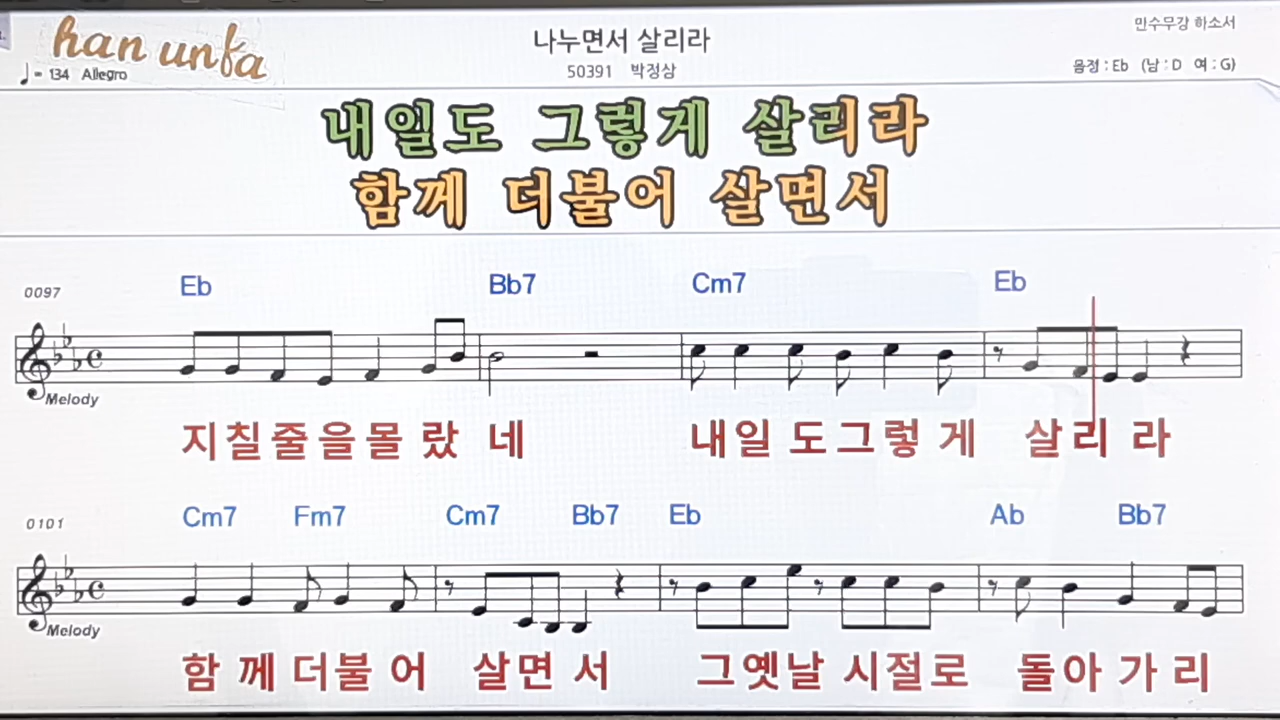 만수무강 하소서
han unfa
나누면서 살리라
♩= 134 Allegro
50391 박정상
음정 : Eb (남 : D 여 : G)
내일도 그렇게 살리라
함께 더불어 살면서
0097
Eb Bb7 Cm7 Eb
Melody
지칠줄을몰 랐 네 내일 도그렇 게 살리 라
0101
Cm7 Fm7 Cm7 Bb7 Eb Ab Bb7
Melody
함 께 더불 어 살면 서 그옛날 시절로 돌아 가 리